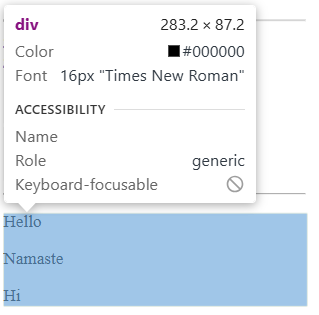 div 283.2 × 87.2
Color #000000
Font 16px "Times New Roman"
ACCESSIBILITY
Name
Role generic
Keyboard-focusable
Hello
Namaste
Hi